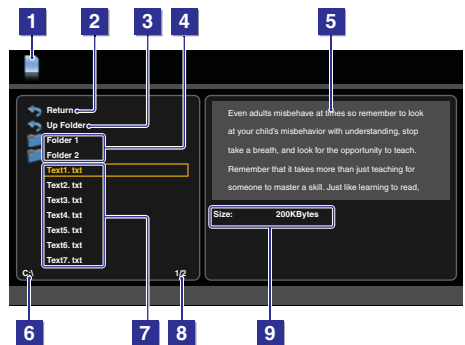 1 2 3 4 5
Return
Up Folder
Folder 1
Folder 2
Text1. txt
Text2. txt
Text3. txt
Text4. txt
Text5. txt
Text6. txt
Text7. txt
C:\ 1/2
Even adults misbehave at times so remember to look
at your child's misbehavior with understanding, stop
take a breath, and look for the opportunity to teach.
Remember that it takes more than just teaching for
someone to master a skill. Just like learning to read,
Size: 200KBytes
6 7 8 9